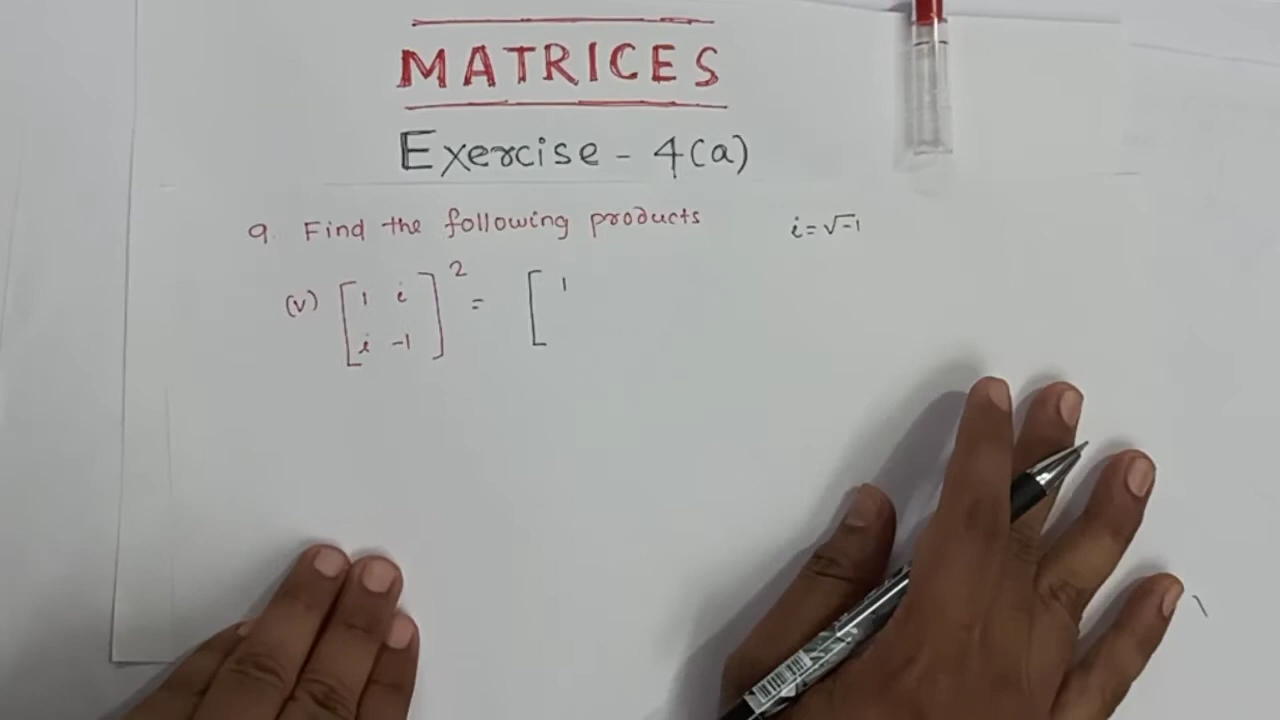 MATRICES
Exercise - 4(a)
9. Find the following products i=√-1
(v) [1 i]² = [1
[i -1]